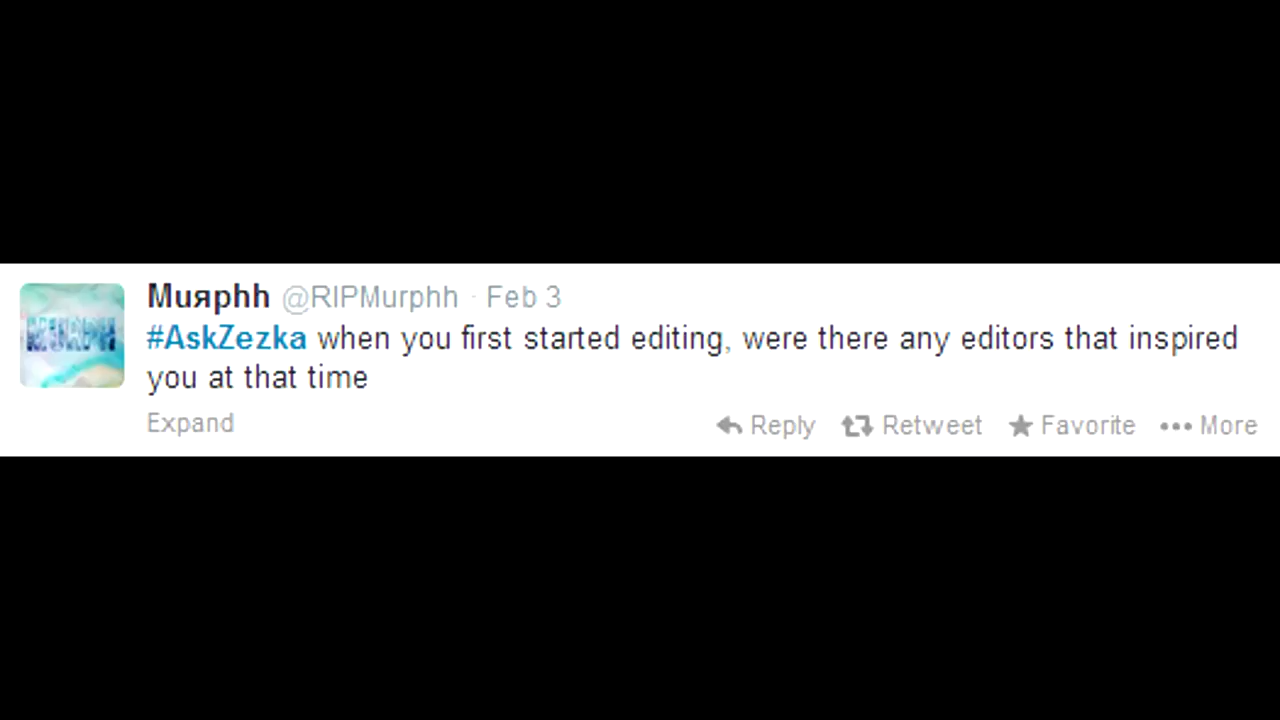 Muяphh @RIPMurphh · Feb 3
#AskZezka when you first started editing, were there any editors that inspired
you at that time
Expand Reply Retweet Favorite More